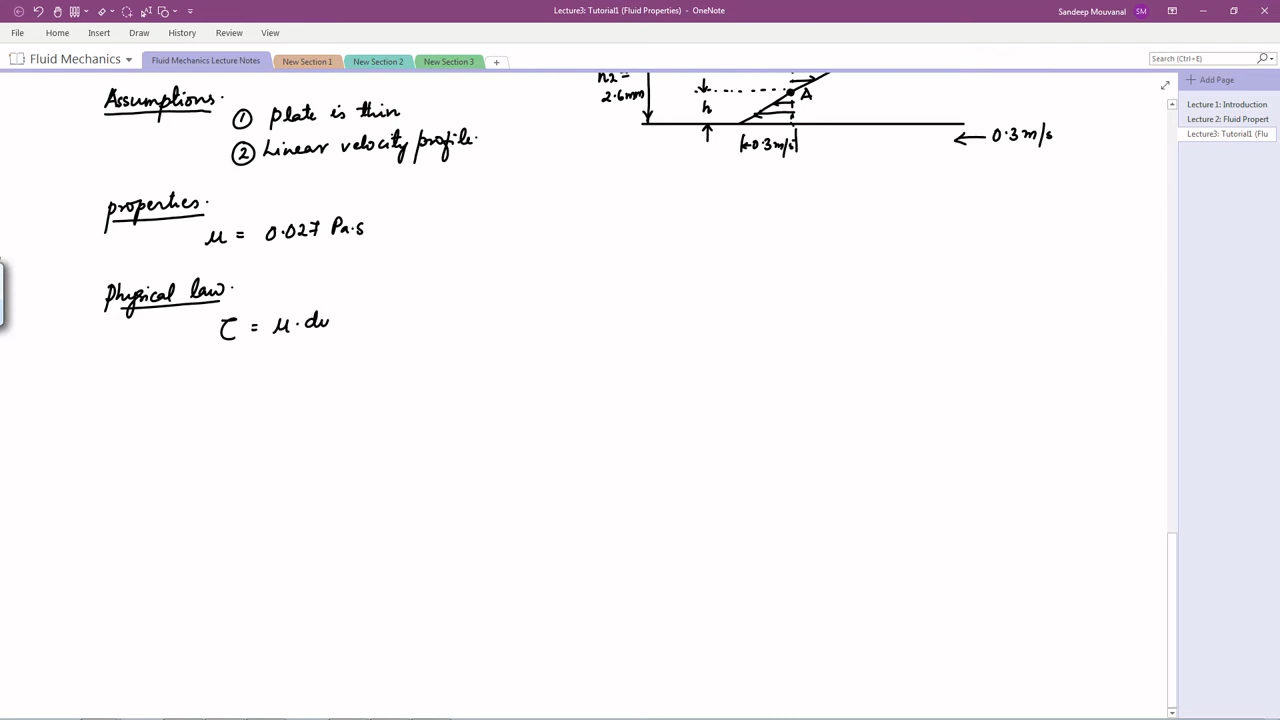 Lecture3: Tutorial1 (Fluid Properties) - OneNote
Sandeep Mouvanal SM
File Home Insert Draw History Review View
Fluid Mechanics
Fluid Mechanics Lecture Notes New Section 1 New Section 2 New Section 3 +
Search (Ctrl+E)
Add Page
Lecture 1: Introduction
Lecture 2: Fluid Propert
Lecture3: Tutorial1 (Flu
Assumptions.
① plate is thin
② Linear velocity profile.
h2=
2.6mm
h
A
0.3m/s
0.3 m/s
properties.
μ = 0.027 Pa.s
Physical law.
τ = μ. du